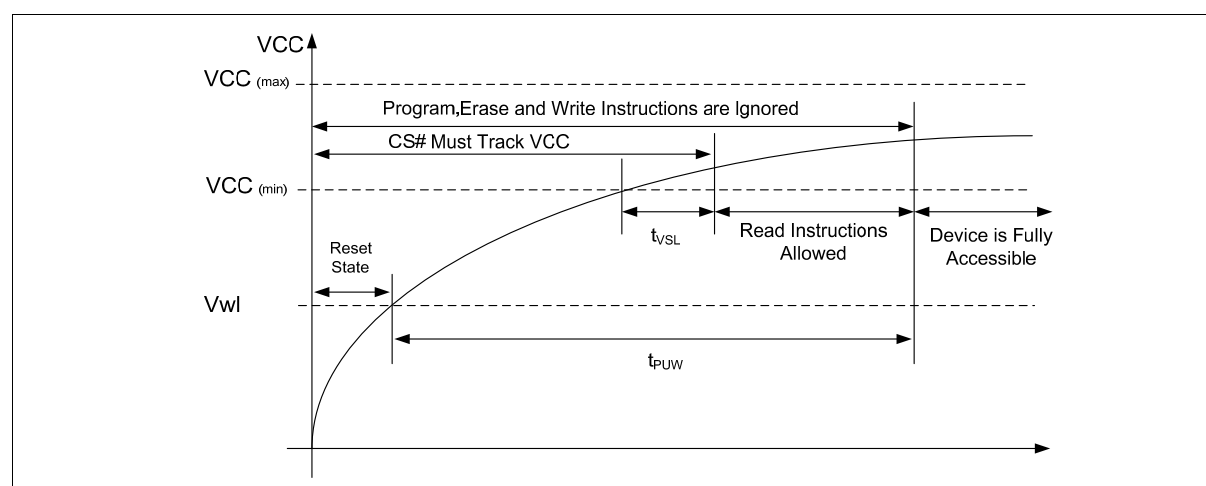 VCC
VCC (max)
Program,Erase and Write Instructions are Ignored
CS# Must Track VCC
VCC (min)
tVSL
Read Instructions
Allowed
Device is Fully
Accessible
Reset
State
Vwl
tPUW